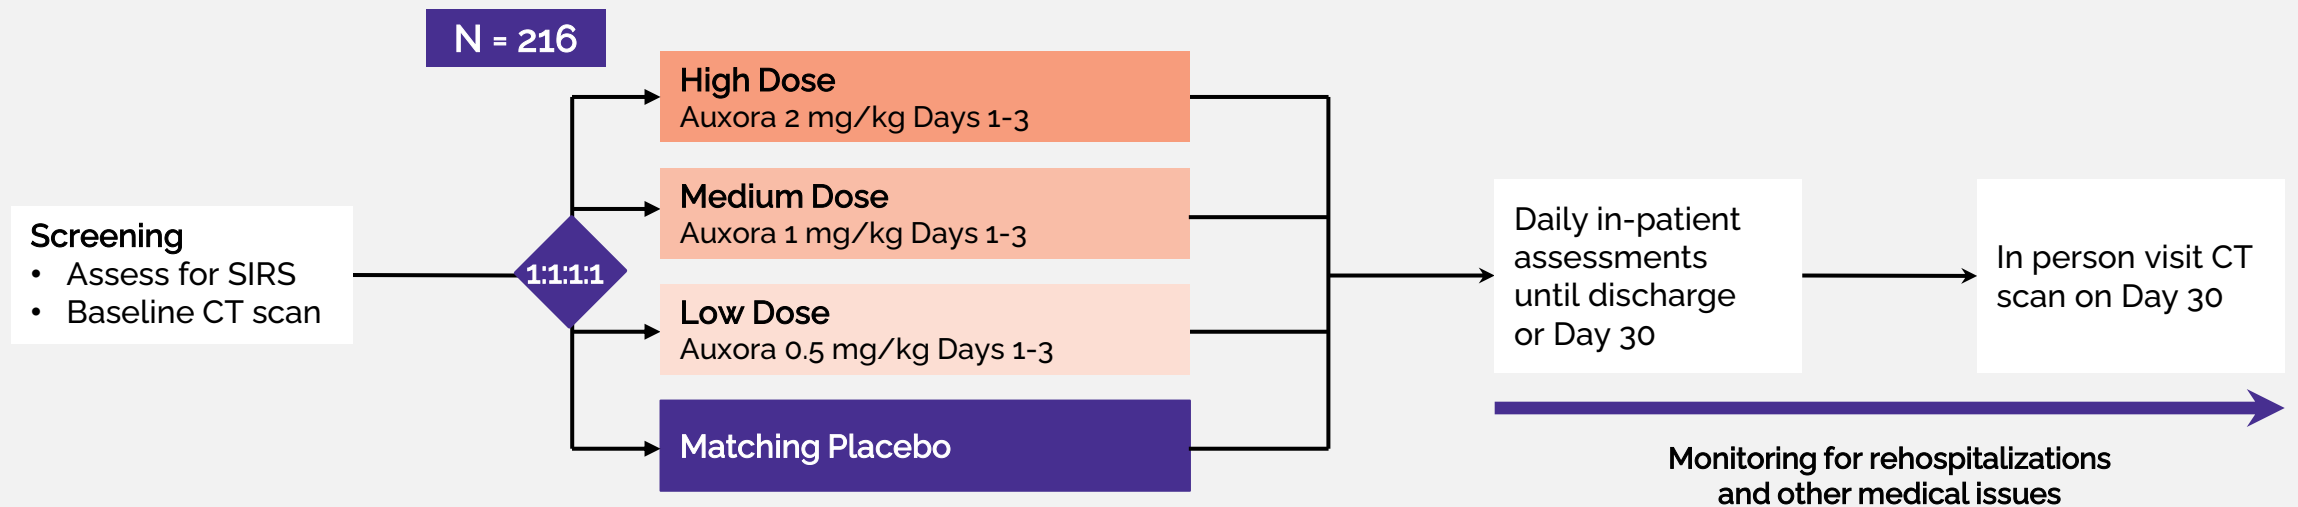 N = 216
Screening
• Assess for SIRS
• Baseline CT scan
1:1:1:1
High Dose
Auxora 2 mg/kg Days 1-3
Medium Dose
Auxora 1 mg/kg Days 1-3
Low Dose
Auxora 0.5 mg/kg Days 1-3
Matching Placebo
Daily in-patient
assessments
until discharge
or Day 30
In person visit CT
scan on Day 30
Monitoring for rehospitalizations
and other medical issues